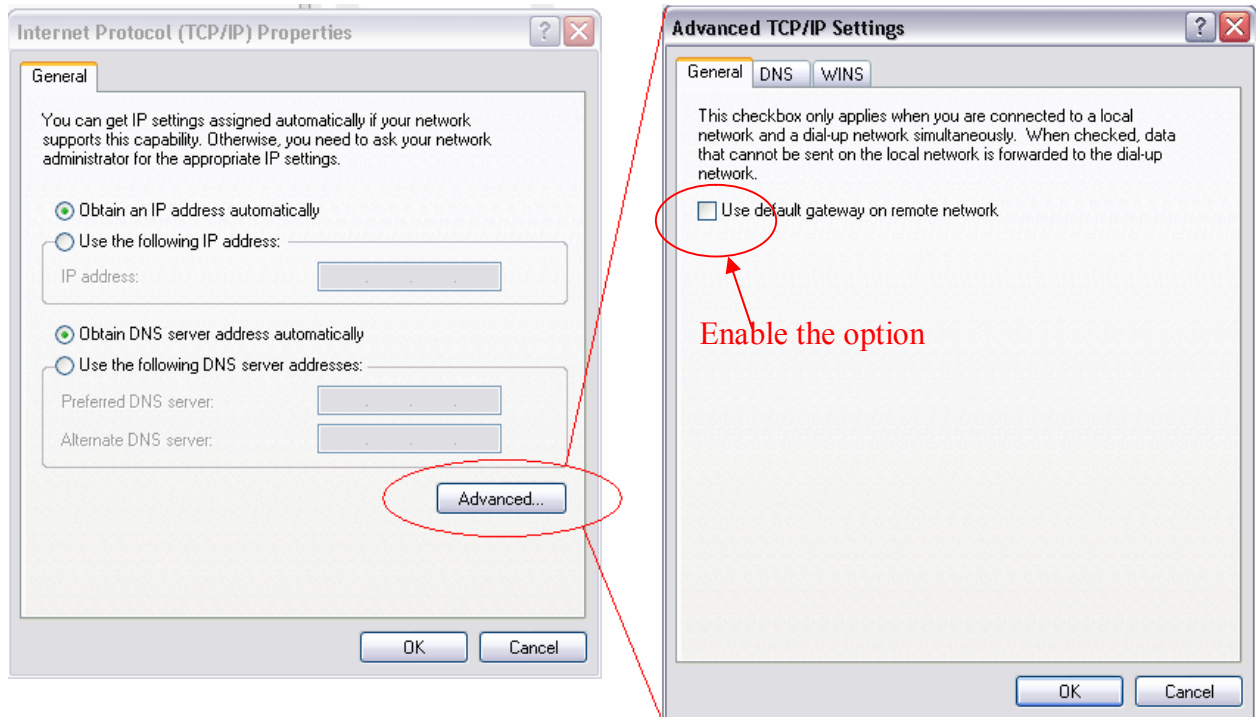 Internet Protocol (TCP/IP) Properties
General
You can get IP settings assigned automatically if your network
supports this capability. Otherwise, you need to ask your network
administrator for the appropriate IP settings.
Obtain an IP address automatically
Use the following IP address:
IP address:
Obtain DNS server address automatically
Use the following DNS server addresses:
Preferred DNS server:
Alternate DNS server:
Advanced...
OK
Cancel
Advanced TCP/IP Settings
General
DNS
WINS
This checkbox only applies when you are connected to a local
network and a dial-up network simultaneously. When checked, data
that cannot be sent on the local network is forwarded to the dial-up
network.
Use default gateway on remote network
Enable the option
OK
Cancel